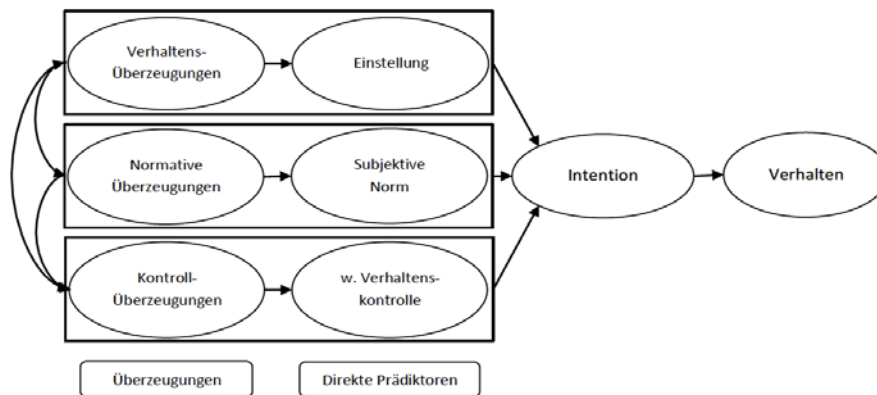 Verhaltens-
Überzeugungen
Einstellung
Normative
Überzeugungen
Subjektive
Norm
Intention
Verhalten
Kontroll-
Überzeugungen
w. Verhaltens-
kontrolle
Überzeugungen
Direkte Prädiktoren